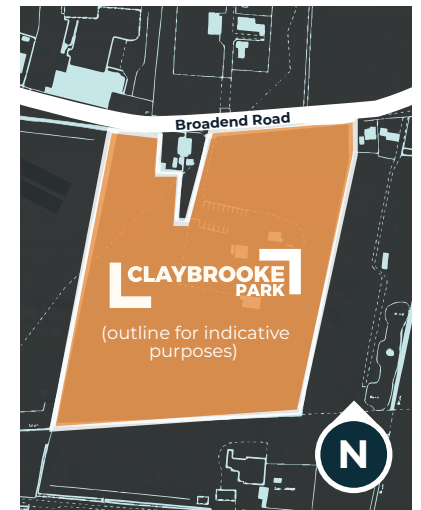 Broadend Road
CLAYBROOKE
PARK
(outline for indicative
purposes)
N